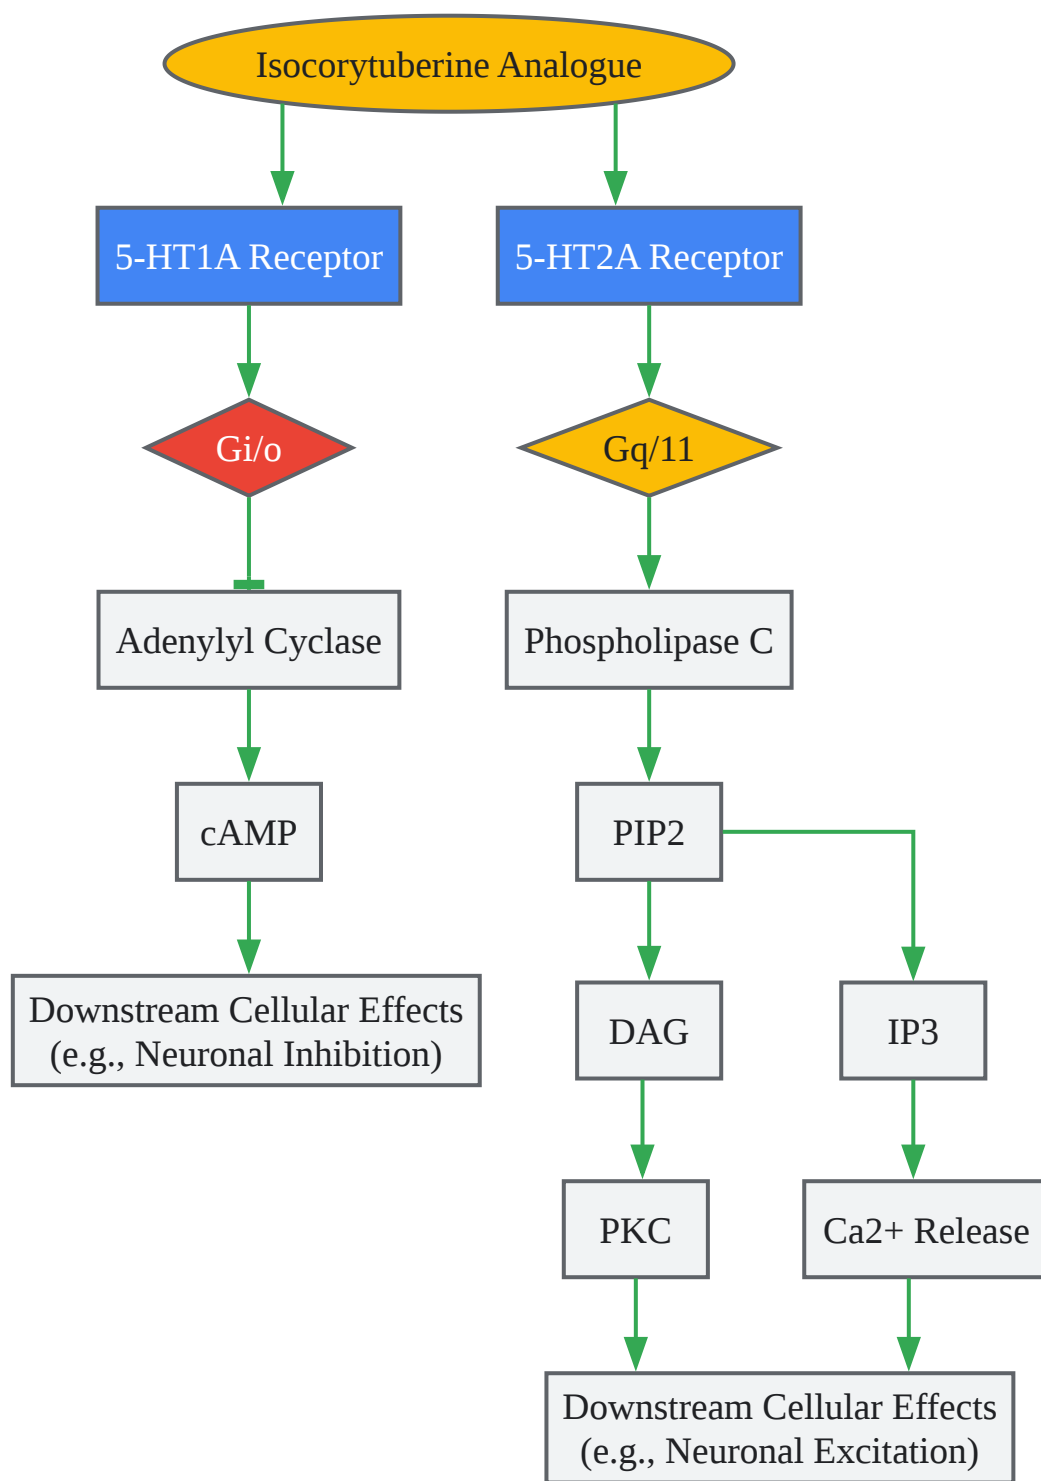 Isocorytuberine Analogue
5-HT1A Receptor
5-HT2A Receptor
Gi/o
Gq/11
Adenylyl Cyclase
Phospholipase C
cAMP
PIP2
Downstream Cellular Effects
(e.g., Neuronal Inhibition)
DAG
IP3
PKC
Ca2+ Release
Downstream Cellular Effects
(e.g., Neuronal Excitation)